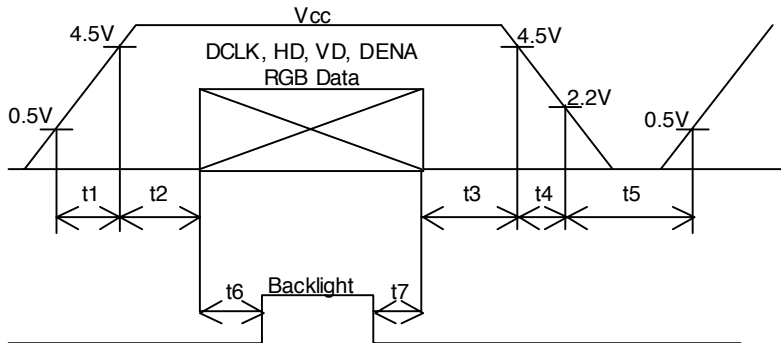 Vcc
4.5V
DCLK, HD, VD, DENA
RGB Data
4.5V
0.5V
2.2V
0.5V
t1
t2
t3
t4
t5
t6
Backlight
t7